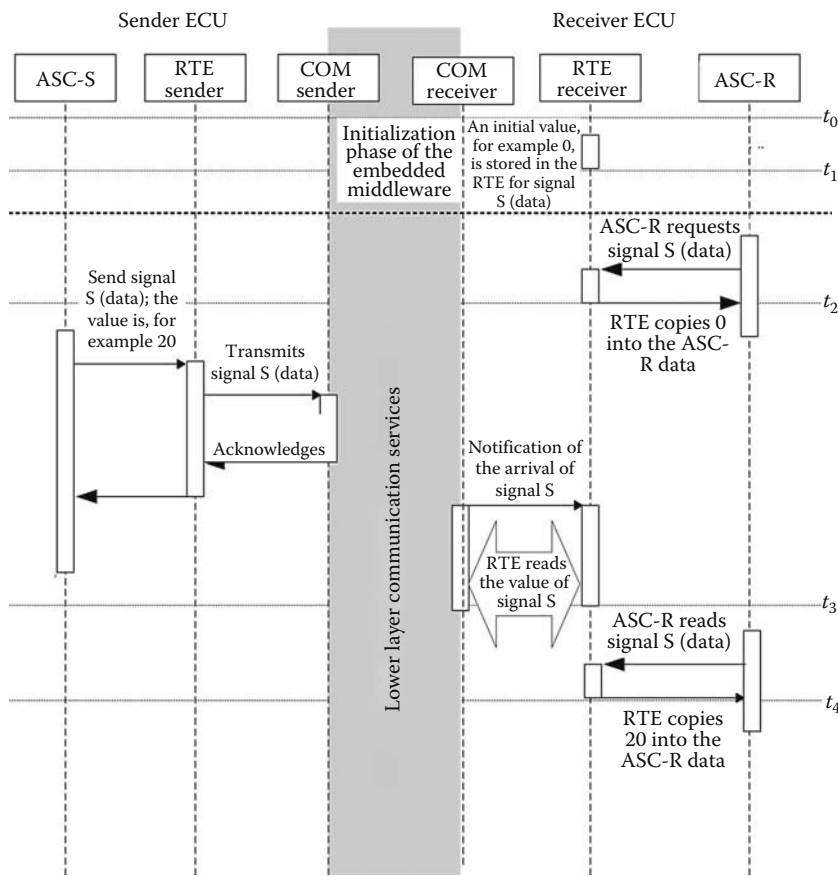 Sender ECU
Receiver ECU
ASC-S
RTE
sender
COM
sender
COM
receiver
RTE
receiver
ASC-R
t0
Initialization
phase of the
embedded
middleware
An initial value,
for example 0,
is stored in the
RTE for signal
S (data)
..
t1
ASC-R requests
signal S (data)
Send signal
S (data); the
value is, for
example 20
t2
RTE copies 0
into the ASC-
R data
Transmits
signal S (data)
Acknowledges
Lower layer communication services
Notification of
the arrival of
signal S
RTE reads
the value of
signal S
t3
ASC-R reads
signal S (data)
t4
RTE copies
20 into the
ASC-R data